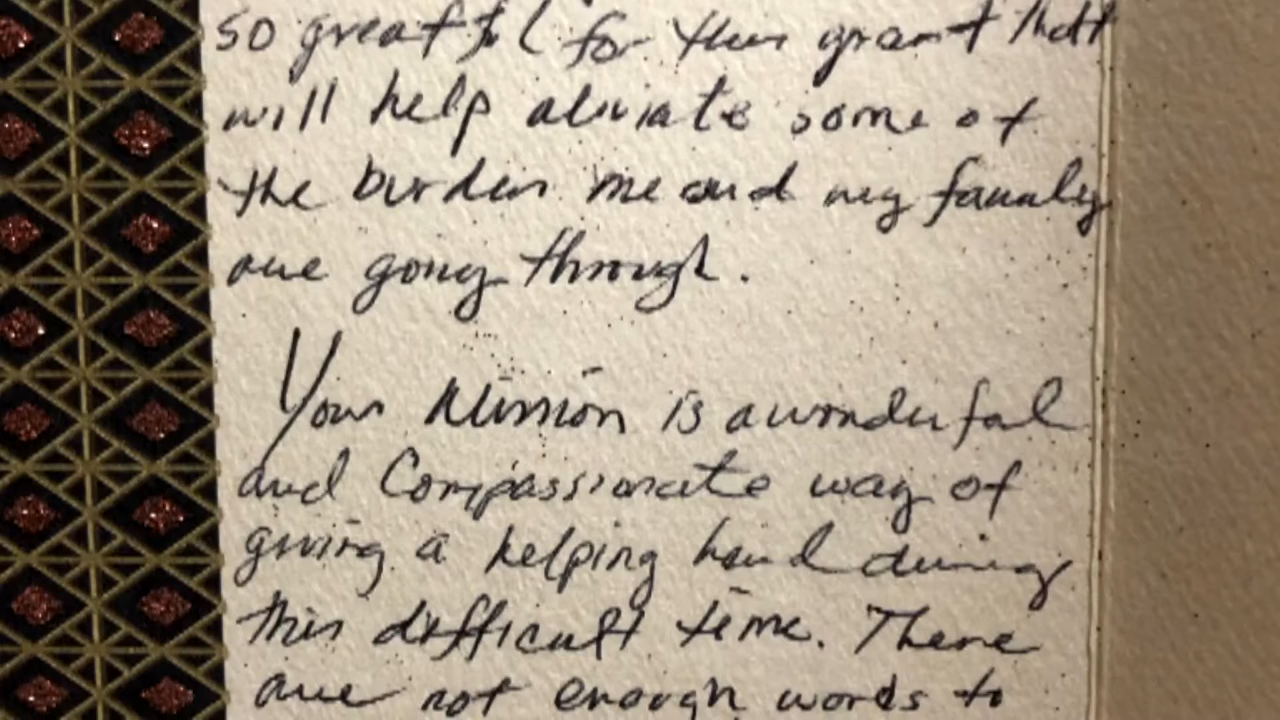 so greatful for this grant that
will help aliviate some of
the burden me and my family
are going through.
Your Mission is a wonderful
and Compassionate way of
giving a helping hand during
this difficult time. There
are not enough words to